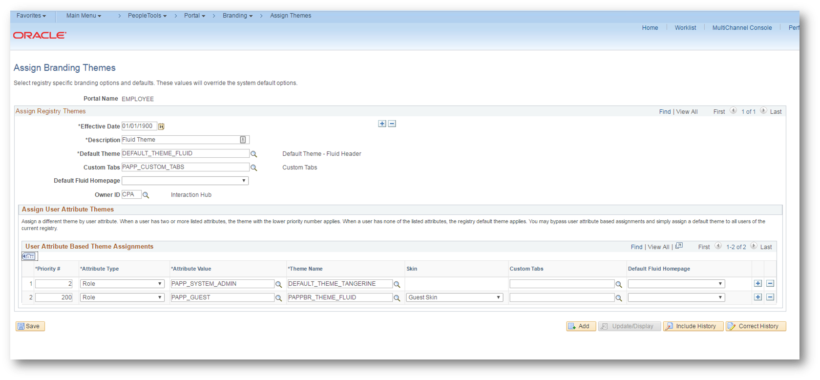 Favorites Main Menu > PeopleTools > Portal > Branding > Assign Themes
ORACLE
Home Worklist MultiChannel Console Perf
Assign Branding Themes
Select registry specific branding options and defaults. These values will override the system default options.
Portal Name EMPLOYEE
Assign Registry Themes Find | View All First 1 of 1 Last
*Effective Date 01/01/1900
*Description Fluid Theme
*Default Theme DEFAULT_THEME_FLUID Default Theme - Fluid Header
Custom Tabs PAPP_CUSTOM_TABS Custom Tabs
Default Fluid Homepage
Owner ID CPA Interaction Hub
Assign User Attribute Themes
Assign a different theme by user attribute. When a user has two or more listed attributes, the theme with the lower priority number applies. When a user has none of the listed attributes, the registry default theme applies. You may bypass user attribute based assignments and simply assign a default theme to all users of the
current registry.
User Attribute Based Theme Assignments Find | View All | First 1-2 of 2 Last
*Priority # *Attribute Type *Attribute Value *Theme Name Skin Custom Tabs Default Fluid Homepage
1 2 Role PAPP_SYSTEM_ADMIN DEFAULT_THEME_TANGERINE
2 200 Role PAPP_GUEST PAPPBR_THEME_FLUID Guest Skin
Save Add Update/Display Include History Correct History